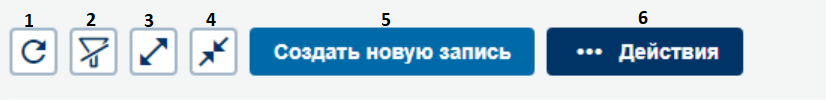 1 2 3 4 5 6
Создать новую запись ••• Действия